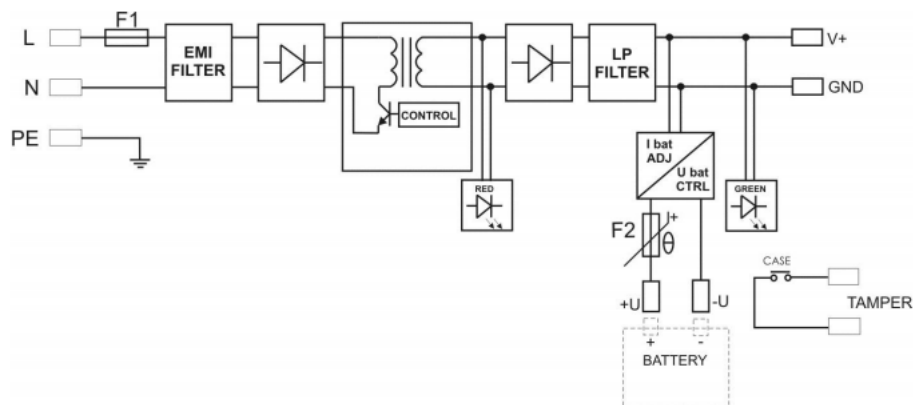 F1
L
EMI
FILTER
LP
FILTER
V+
N
GND
CONTROL
PE
I bat
ADJ
U bat
CTRL
RED
GREEN
F2
I+
θ
CASE
TAMPER
+U
-U
+
-
BATTERY